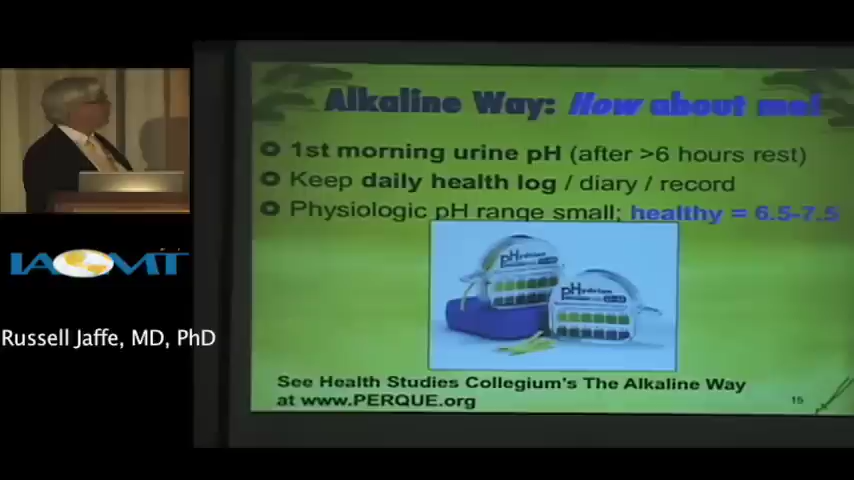 Alkaline Way: How about me!
1st morning urine pH (after >6 hours rest)
Keep daily health log / diary / record
Physiologic pH range small; healthy = 6.5-7.5
pHydrion
pHydrion
See Health Studies Collegium's The Alkaline Way
at www.PERQUE.org
15
IAOMT
Russell Jaffe, MD, PhD